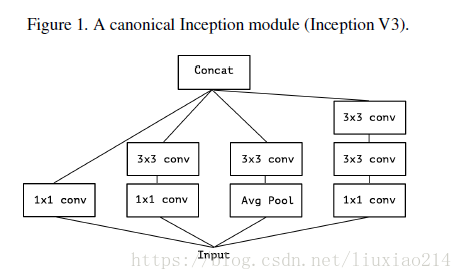 Figure 1. A canonical Inception module (Inception V3).
Concat
3x3 conv
3x3 conv 3x3 conv 3x3 conv
1x1 conv 1x1 conv Avg Pool 1x1 conv
Input
https://blog.csdn.net/liuxiao214